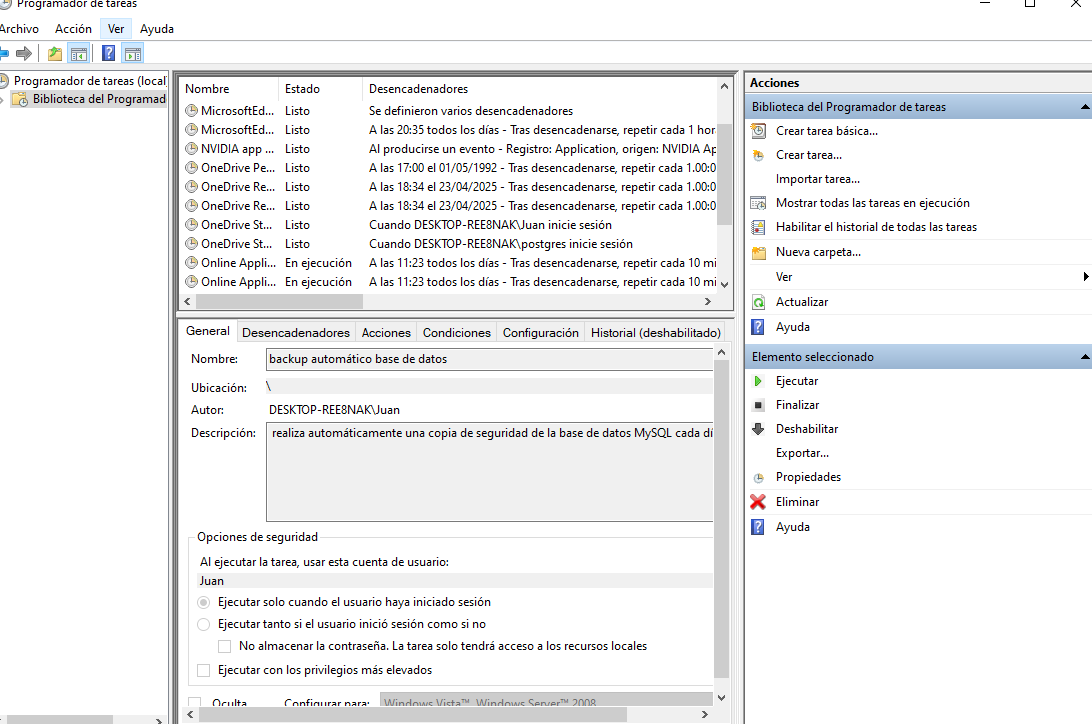 Programador de tareas
Archivo Acción Ver Ayuda
Programador de tareas (local)
Biblioteca del Programad
Nombre Estado Desencadenadores
MicrosoftEd... Listo Se definieron varios desencadenadores
MicrosoftEd... Listo A las 20:35 todos los días - Tras desencadenarse, repetir cada 1 hor
NVIDIA app ... Listo Al producirse un evento - Registro: Application, origen: NVIDIA Ap
OneDrive Pe... Listo A las 17:00 el 01/05/1992 - Tras desencadenarse, repetir cada 1.00:0
OneDrive Re... Listo A las 18:34 el 23/04/2025 - Tras desencadenarse, repetir cada 1.00:0
OneDrive Re... Listo A las 18:34 el 23/04/2025 - Tras desencadenarse, repetir cada 1.00:0
OneDrive St... Listo Cuando DESKTOP-REE8NAK\Juan inicie sesión
OneDrive St... Listo Cuando DESKTOP-REE8NAK\postgres inicie sesión
Online Appli... En ejecución A las 11:23 todos los días - Tras desencadenarse, repetir cada 10 mi
Online Appli... En ejecución A las 11:23 todos los días - Tras desencadenarse, repetir cada 10 mi
General Desencadenadores Acciones Condiciones Configuración Historial (deshabilitado)
Nombre: backup automático base de datos
Ubicación: \
Autor: DESKTOP-REE8NAK\Juan
Descripción: realiza automáticamente una copia de seguridad de la base de datos MySQL cada dí
Opciones de seguridad
Al ejecutar la tarea, usar esta cuenta de usuario:
Juan
Ejecutar solo cuando el usuario haya iniciado sesión
Ejecutar tanto si el usuario inició sesión como si no
No almacenar la contraseña. La tarea solo tendrá acceso a los recursos locales
Ejecutar con los privilegios más elevados
Oculta Configurar para: Windows Vista™, Windows Server™ 2008
Acciones
Biblioteca del Programador de tareas
Crear tarea básica...
Crear tarea...
Importar tarea...
Mostrar todas las tareas en ejecución
Habilitar el historial de todas las tareas
Nueva carpeta...
Ver
Actualizar
Ayuda
Elemento seleccionado
Ejecutar
Finalizar
Deshabilitar
Exportar...
Propiedades
Eliminar
Ayuda